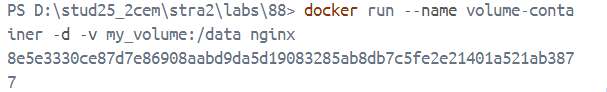 PS D:\stud25_2cem\stra2\labs\88> docker run --name volume-conta
iner -d -v my_volume:/data nginx
8e5e3330ce87d7e86908aabd9da5d19083285ab8db7c5fe2e21401a521ab387
7